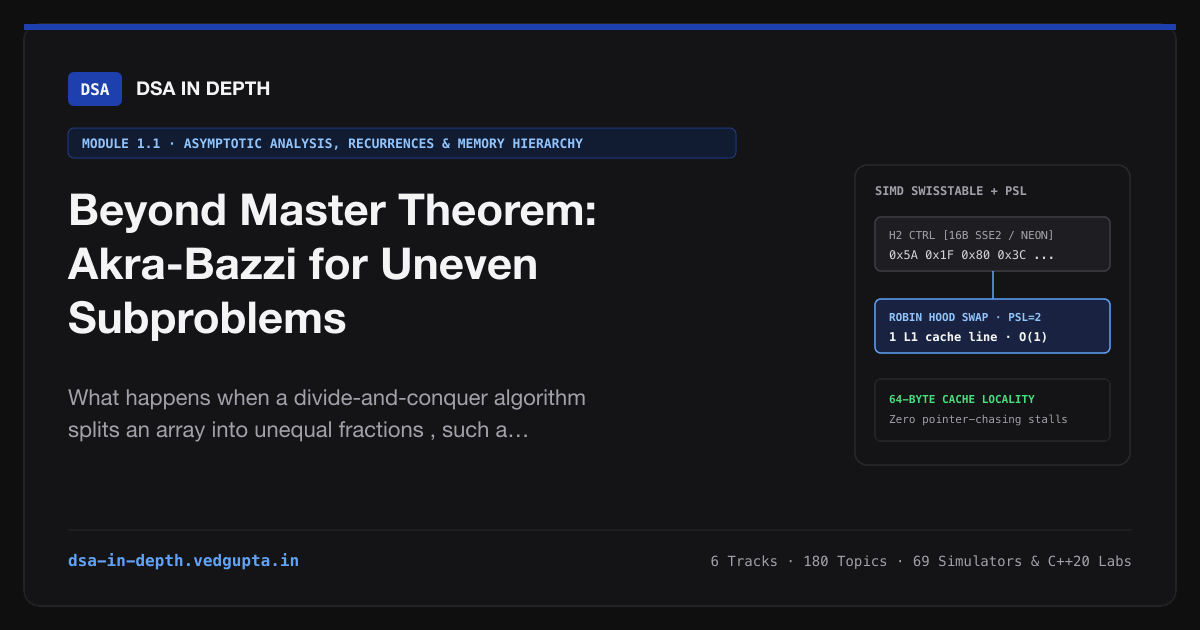 DSA
DSA IN DEPTH
MODULE 1.1 · ASYMPTOTIC ANALYSIS, RECURRENCES & MEMORY HIERARCHY
Beyond Master Theorem:
Akra-Bazzi for Uneven
Subproblems
What happens when a divide-and-conquer algorithm
splits an array into unequal fractions , such a…
SIMD SWISSTABLE + PSL
H2 CTRL [16B SSE2 / NEON]
0x5A 0x1F 0x80 0x3C ...
ROBIN HOOD SWAP · PSL=2
1 L1 cache line · O(1)
64-BYTE CACHE LOCALITY
Zero pointer-chasing stalls
dsa-in-depth.vedgupta.in
6 Tracks · 180 Topics · 69 Simulators & C++20 Labs